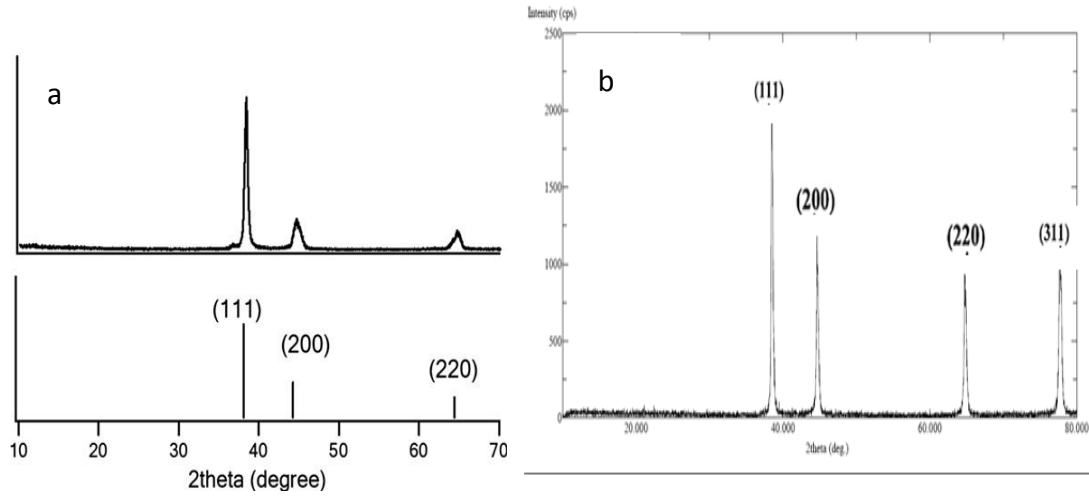 a
(111)
(200)
(220)
10 20 30 40 50 60 70
2theta (degree)
Intensity (cps)
b
2500
2000
1500
1000
500
0
(111)
(200)
(220)
(311)
20.000 40.000 60.000 80.000
2theta (deg.)